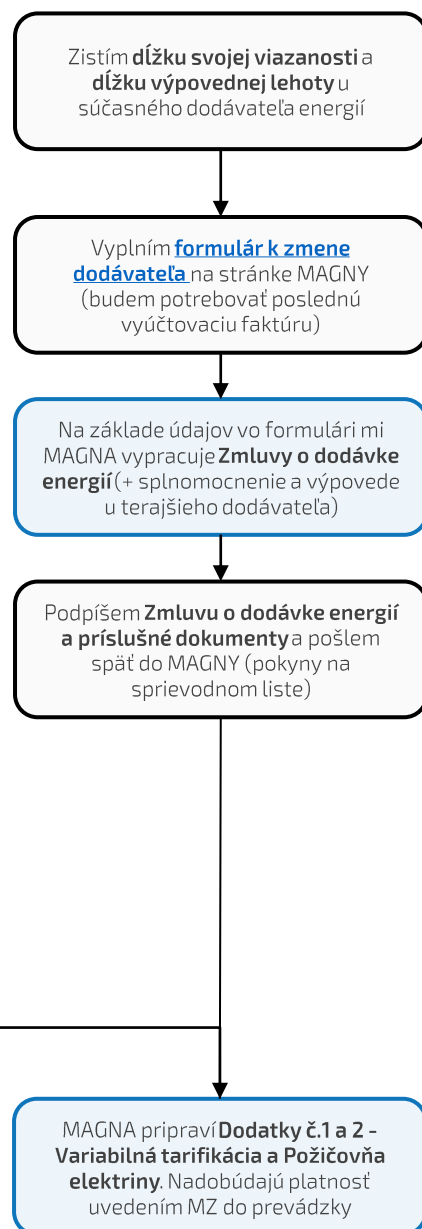 Zistím dĺžku svojej viazanosti a
dĺžku výpovednej lehoty u
súčasného dodávateľa energií
Vyplním formulár k zmene
dodávateľa na stránke MAGNY
(budem potrebovať poslednú
vyúčtovaciu faktúru)
Na základe údajov vo formulári mi
MAGNA vypracuje Zmluvy o dodávke
energií (+ splnomocnenie a výpovede
u terajšieho dodávateľa)
Podpíšem Zmluvu o dodávke energií
a príslušné dokumenty a pošlem
späť do MAGNY (pokyny na
sprievodnom liste)
MAGNA pripraví Dodatky č.1 a 2 -
Variabilná tarifikácia a Požičovňa
elektriny. Nadobúdajú platnosť
uvedením MZ do prevádzky